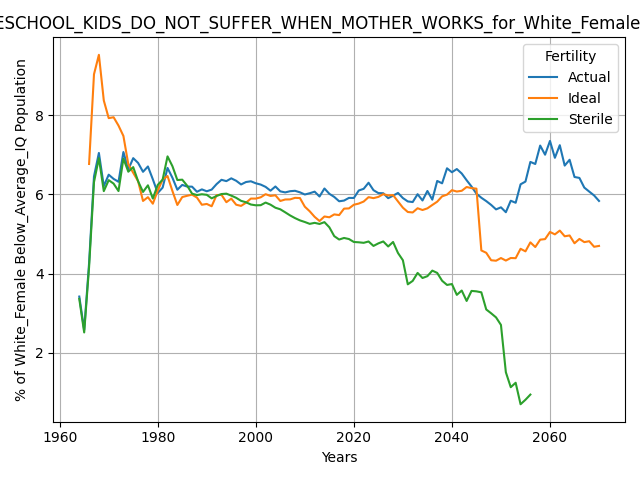 ESCHOOL_KIDS_DO_NOT_SUFFER_WHEN_MOTHER_WORKS_for_White_Female
% of White_Female Below_Average_IQ Population
8
6
4
2
Fertility
Actual
Ideal
Sterile
1960 1980 2000 2020 2040 2060
Years